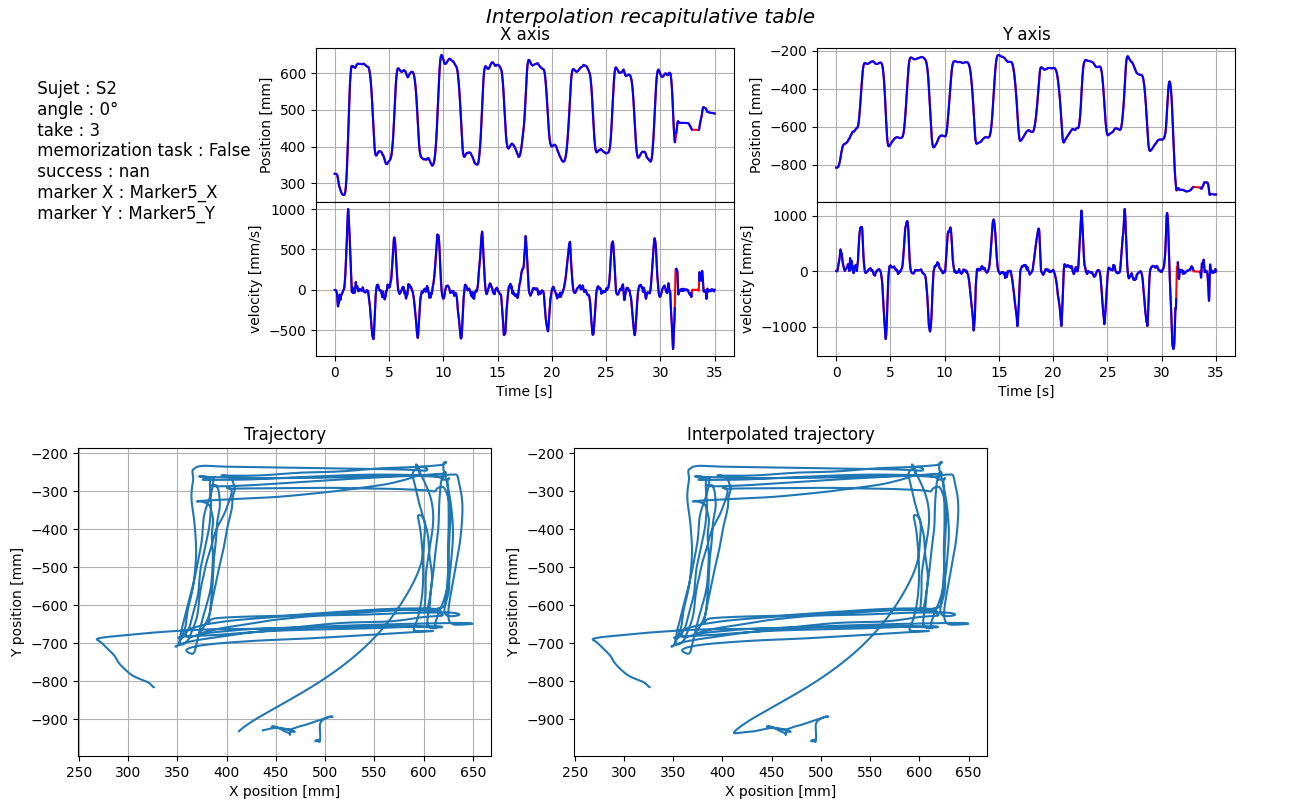 Interpolation recapitulative table
X axis
Y axis
Sujet : S2
angle : 0°
take : 3
memorization task : False
success : nan
marker X : Marker5_X
marker Y : Marker5_Y
Position [mm]
600
500
400
300
velocity [mm/s]
1000
500
0
−500
0 5 10 15 20 25 30 35
Time [s]
Position [mm]
−200
−400
−600
−800
velocity [mm/s]
1000
0
−1000
0 5 10 15 20 25 30 35
Time [s]
Trajectory
Y position [mm]
−200
−300
−400
−500
−600
−700
−800
−900
250 300 350 400 450 500 550 600 650
X position [mm]
Interpolated trajectory
Y position [mm]
−200
−300
−400
−500
−600
−700
−800
−900
250 300 350 400 450 500 550 600 650
X position [mm]